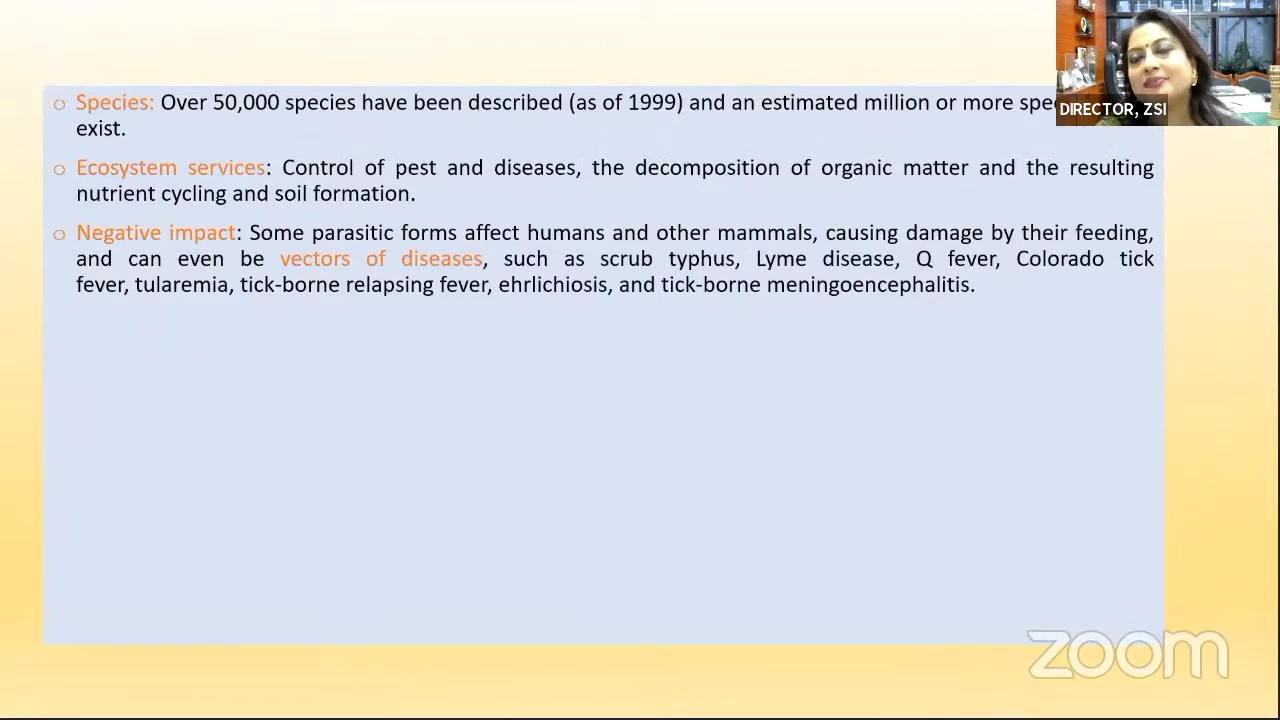 Species: Over 50,000 species have been described (as of 1999) and an estimated million or more
exist.
Ecosystem services: Control of pest and diseases, the decomposition of organic matter and the resulting
nutrient cycling and soil formation.
Negative impact: Some parasitic forms affect humans and other mammals, causing damage by their feeding,
and can even be vectors of diseases, such as scrub typhus, Lyme disease, Q fever, Colorado tick
fever, tularemia, tick-borne relapsing fever, ehrlichiosis, and tick-borne meningoencephalitis.
DIRECTOR, ZSI
zoom